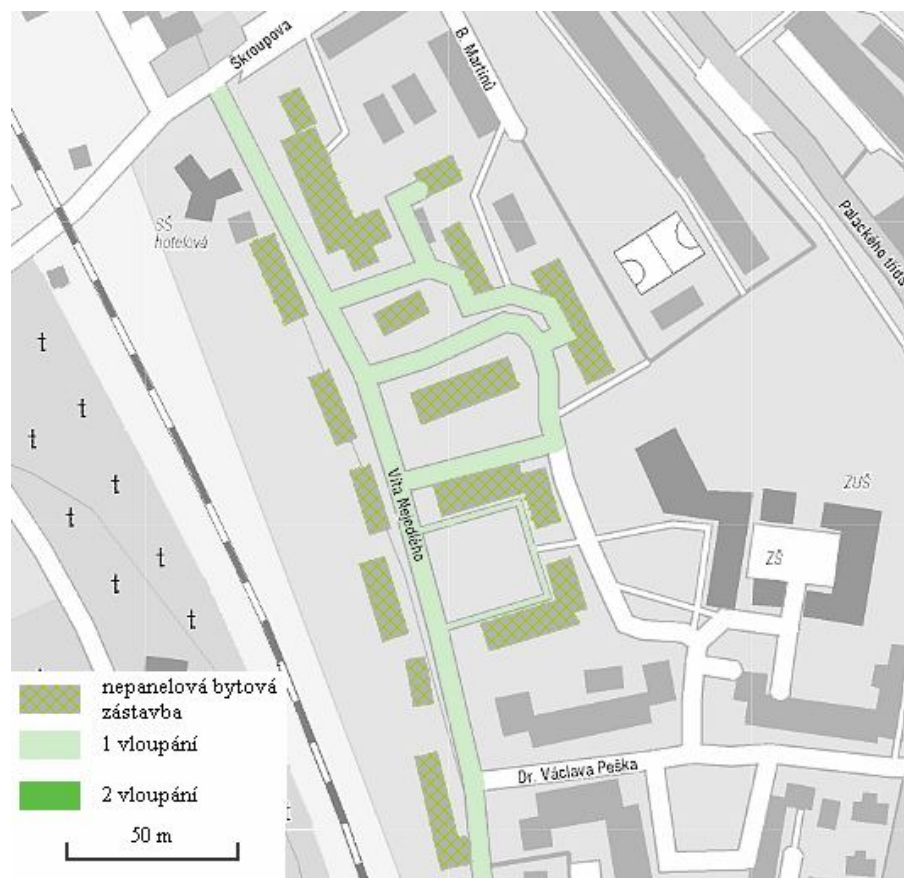 Škroupova
B. Martinů
SŠ
hotelová
Palackého třída
t
t
t
t
t
t
t
t
t
Víta Nejedlého
ZUŠ
ZŠ
Dr. Václava Peška
nepanelová bytová
zástavba
1 vloupání
2 vloupání
50 m